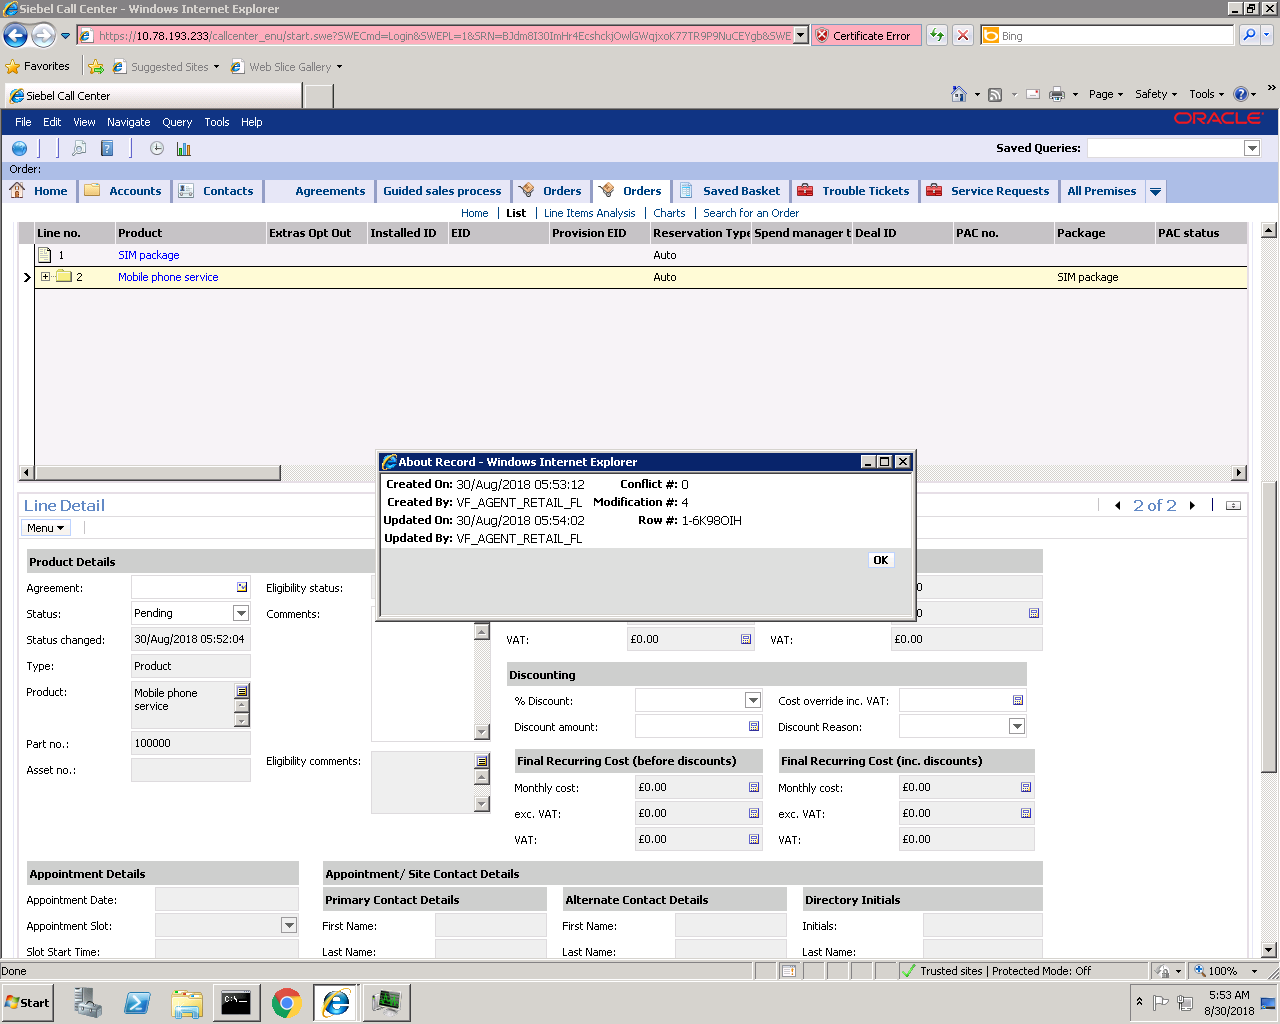 Siebel Call Center - Windows Internet Explorer
https://10.78.193.233/callcenter_enu/start.swe?SWECmd=Login&SWEPL=1&SRN=BJdm8I30ImHr4EcshckjOwlGWqjxoK77TR9P9NuCEYgb&SWE
Certificate Error
Bing
Favorites
Suggested Sites
Web Slice Gallery
Siebel Call Center
Page
Safety
Tools
»
File Edit View Navigate Query Tools Help
ORACLE
Saved Queries:
Order:
Home
Accounts
Contacts
Agreements
Guided sales process
Orders
Orders
Saved Basket
Trouble Tickets
Service Requests
All Premises
Home | List | Line Items Analysis | Charts | Search for an Order
Line no. Product Extras Opt Out Installed ID EID Provision EID Reservation Type Spend manager t Deal ID PAC no. Package PAC status
1 SIM package Auto
2 Mobile phone service Auto SIM package
About Record - Windows Internet Explorer
Created On: 30/Aug/2018 05:53:12 Conflict #: 0
Created By: VF_AGENT_RETAIL_FL Modification #: 4
Updated On: 30/Aug/2018 05:54:02 Row #: 1-6K98OIH
Updated By: VF_AGENT_RETAIL_FL
OK
Line Detail
2 of 2
Menu
Product Details
Agreement:
Eligibility status:
0
Status: Pending
Comments:
0
Status changed: 30/Aug/2018 05:52:04
VAT: £0.00
VAT: £0.00
Type: Product
Product: Mobile phone service
Part no.: 100000
Asset no.:
Eligibility comments:
Discounting
% Discount:
Cost override inc. VAT:
Discount amount:
Discount Reason:
Final Recurring Cost (before discounts)
Final Recurring Cost (inc. discounts)
Monthly cost: £0.00
Monthly cost: £0.00
exc. VAT: £0.00
exc. VAT: £0.00
VAT: £0.00
VAT: £0.00
Appointment Details
Appointment/ Site Contact Details
Appointment Date:
Primary Contact Details
Alternate Contact Details
Directory Initials
Appointment Slot:
First Name:
First Name:
Initials:
Slot Start Time:
Last Name:
Last Name:
Last Name:
Done
Trusted sites | Protected Mode: Off
100%
Start
C:\
5:53 AM
8/30/2018